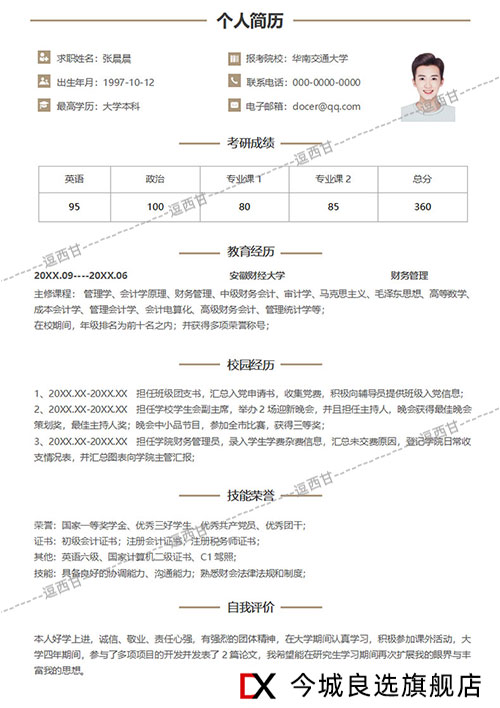 个人简历
求职姓名：张晨晨
报考院校：华南交通大学
出生年月：1997-10-12
联系电话：000-0000-0000
最高学历：大学本科
电子邮箱：docer@qq.com
考研成绩
英语 政治 专业课 1 专业课 2 总分
95 100 80 85 360
教育经历
20XX.09----20XX.06 安徽财经大学 财务管理
主修课程： 管理学、会计学原理、财务管理、中级财务会计、审计学、马克思主义、毛泽东思想、高等数学、
成本会计学、管理会计学、会计电算化、高级财务会计、管理统计学等；
在校期间，年级排名为前十名之内；并获得多项荣誉称号；
校园经历
1、20XX.XX-20XX.XX 担任班级团支书，汇总入党申请书，收集党费，积极向辅导员提供班级入党信息；
2、20XX.XX-20XX.XX 担任学校学生会副主席，举办 2 场迎新晚会，并且担任主持人，晚会获得最佳晚会
策划奖，最佳主持人奖；晚会中小品节目，参加全市比赛，获得三等奖；
3、20XX.XX-20XX.XX 担任学院财务管理员，录入学生学费杂费信息，汇总未交费原因，登记学院日常收
支情况表，并汇总图表向学院主管汇报；
技能荣誉
荣誉：国家一等奖学金、优秀三好学生、优秀共产党员、优秀团干；
证书：初级会计证书；注册会计证书，注册税务师证书；
其他：英语六级、国家计算机二级证书、C1 驾照；
技能：具备良好的协调能力、沟通能力；熟悉财会法律法规和制度；
自我评价
本人好学上进，诚信、敬业、责任心强，有强烈的团体精神，在大学期间认真学习，积极参加课外活动，大
学四年期间，参与了多项项目的开发并发表了 2 篇论文，我希望能在研究生学习期间再次扩展我的眼界与丰
富我的思想。
DX 今城良选旗舰店
逗西甘
逗西甘
逗西甘
逗西甘
逗西甘
逗西甘